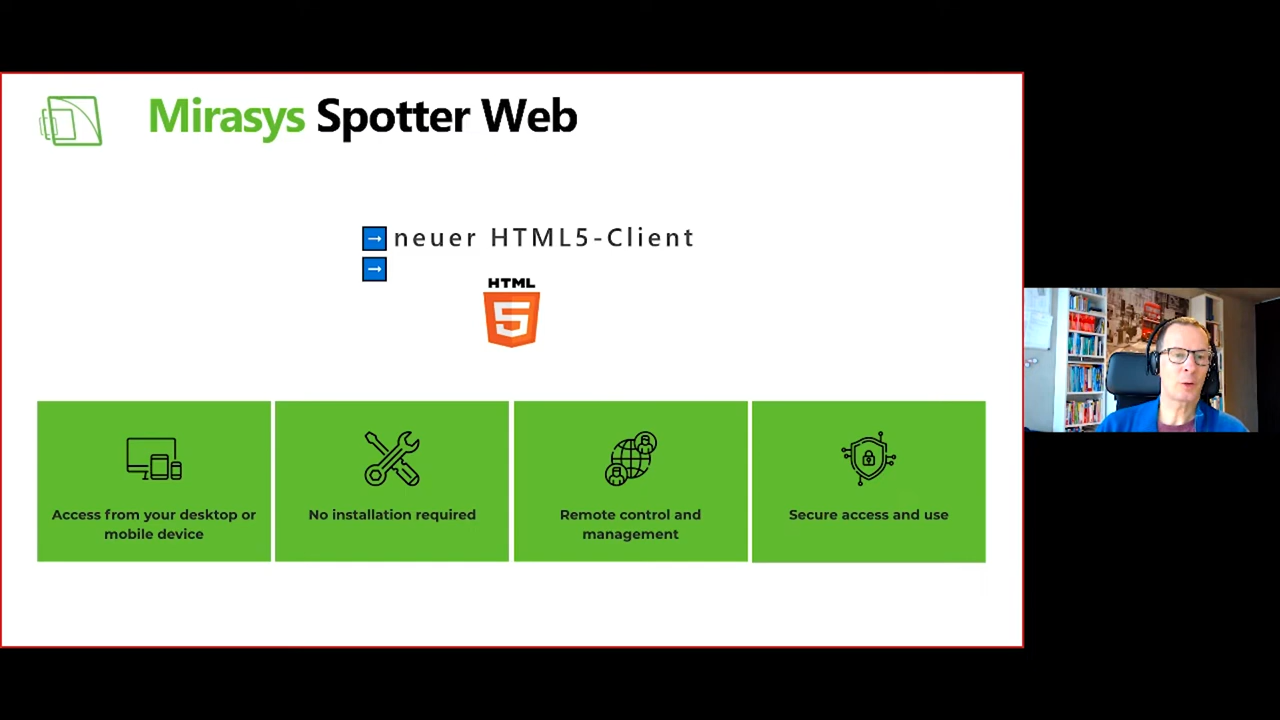 Mirasys Spotter Web
→ neuer HTML5-Client
→
HTML
5
Access from your desktop or
mobile device
No installation required
Remote control and
management
Secure access and use